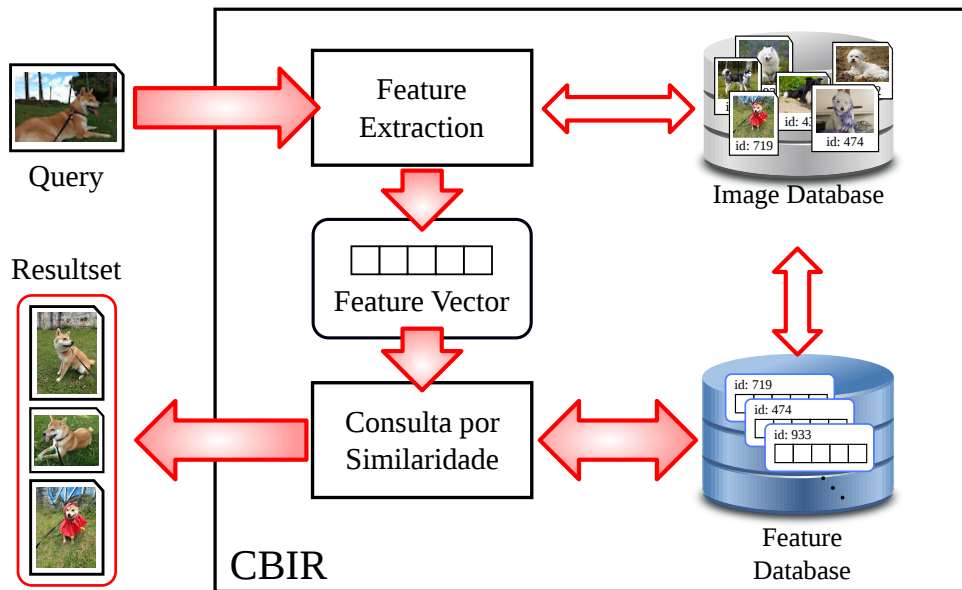 Query
Resultset
Feature
Extraction
Feature Vector
Consulta por
Similaridade
CBIR
id: 719
id: 474
Image Database
id: 719
id: 474
id: 933
Feature
Database